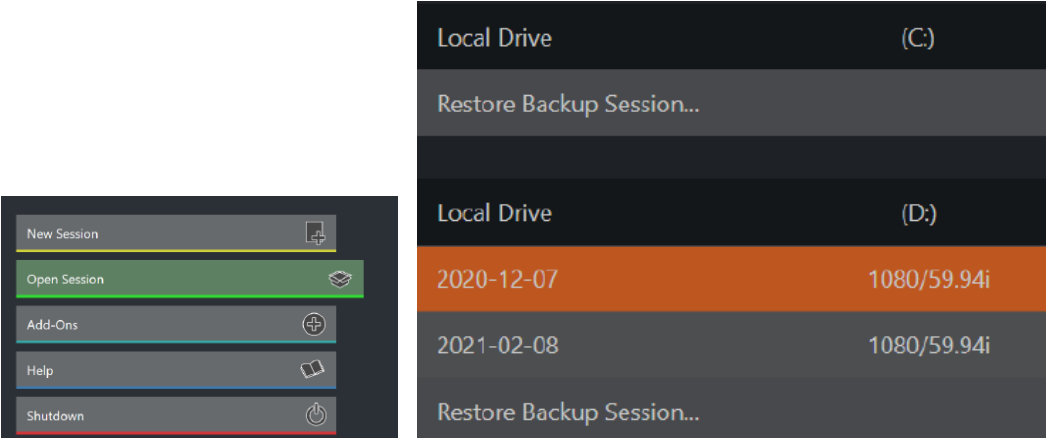 New Session
Open Session
Add-Ons
Help
Shutdown
Local Drive (C:)
Restore Backup Session...
Local Drive (D:)
2020-12-07 1080/59.94i
2021-02-08 1080/59.94i
Restore Backup Session...